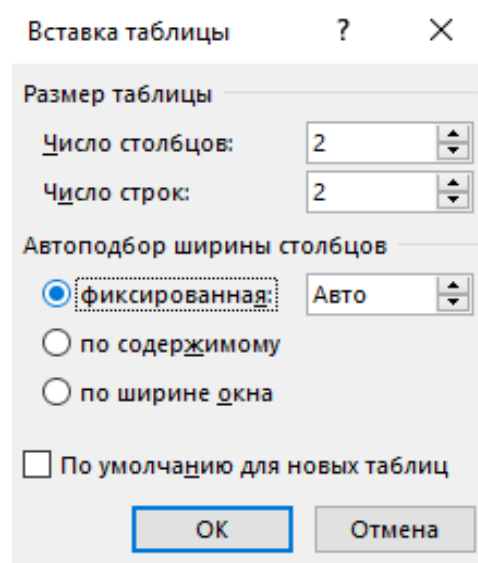 Вставка таблицы ? ×
Размер таблицы
Число столбцов: 2
Число строк: 2
Автоподбор ширины столбцов
фиксированная: Авто
по содержимому
по ширине окна
По умолчанию для новых таблиц
ОК Отмена